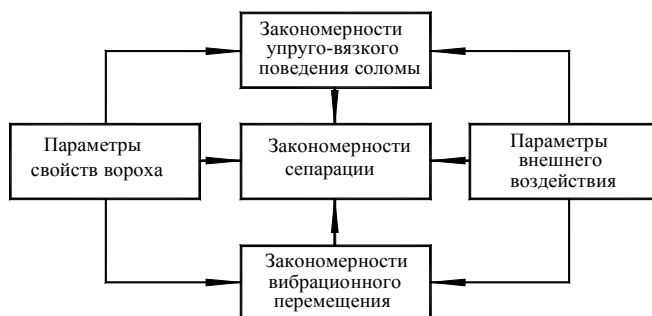 Закономерности
упруго-вязкого
поведения соломы
Параметры
свойств вороха
Закономерности
сепарации
Параметры
внешнего
воздействия
Закономерности
вибрационного
перемещения